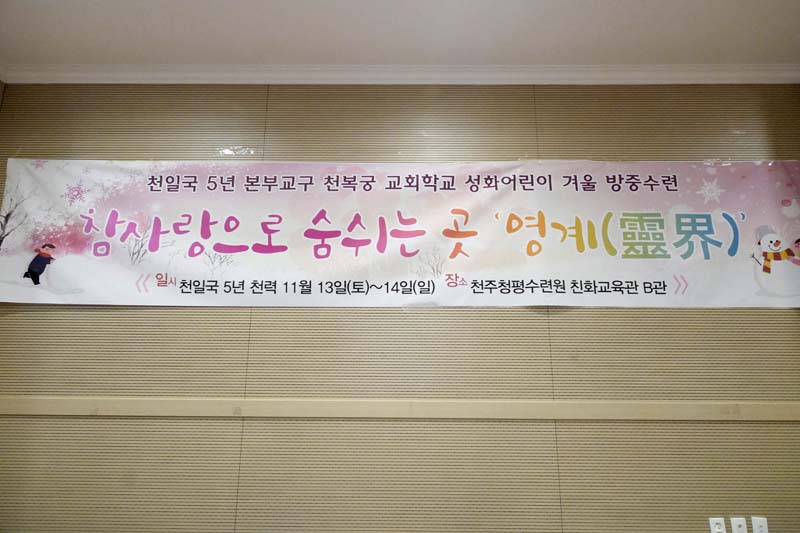 천일국 5년 본부교구 천복궁 교회학교 성화어린이 겨울 방중수련
참사랑으로 숨쉬는 곳 '영계(靈界)'
《 일시 천일국 5년 천력 11월 13일(토)~14일(일) 장소 천주청평수련원 친화교육관 B관 》